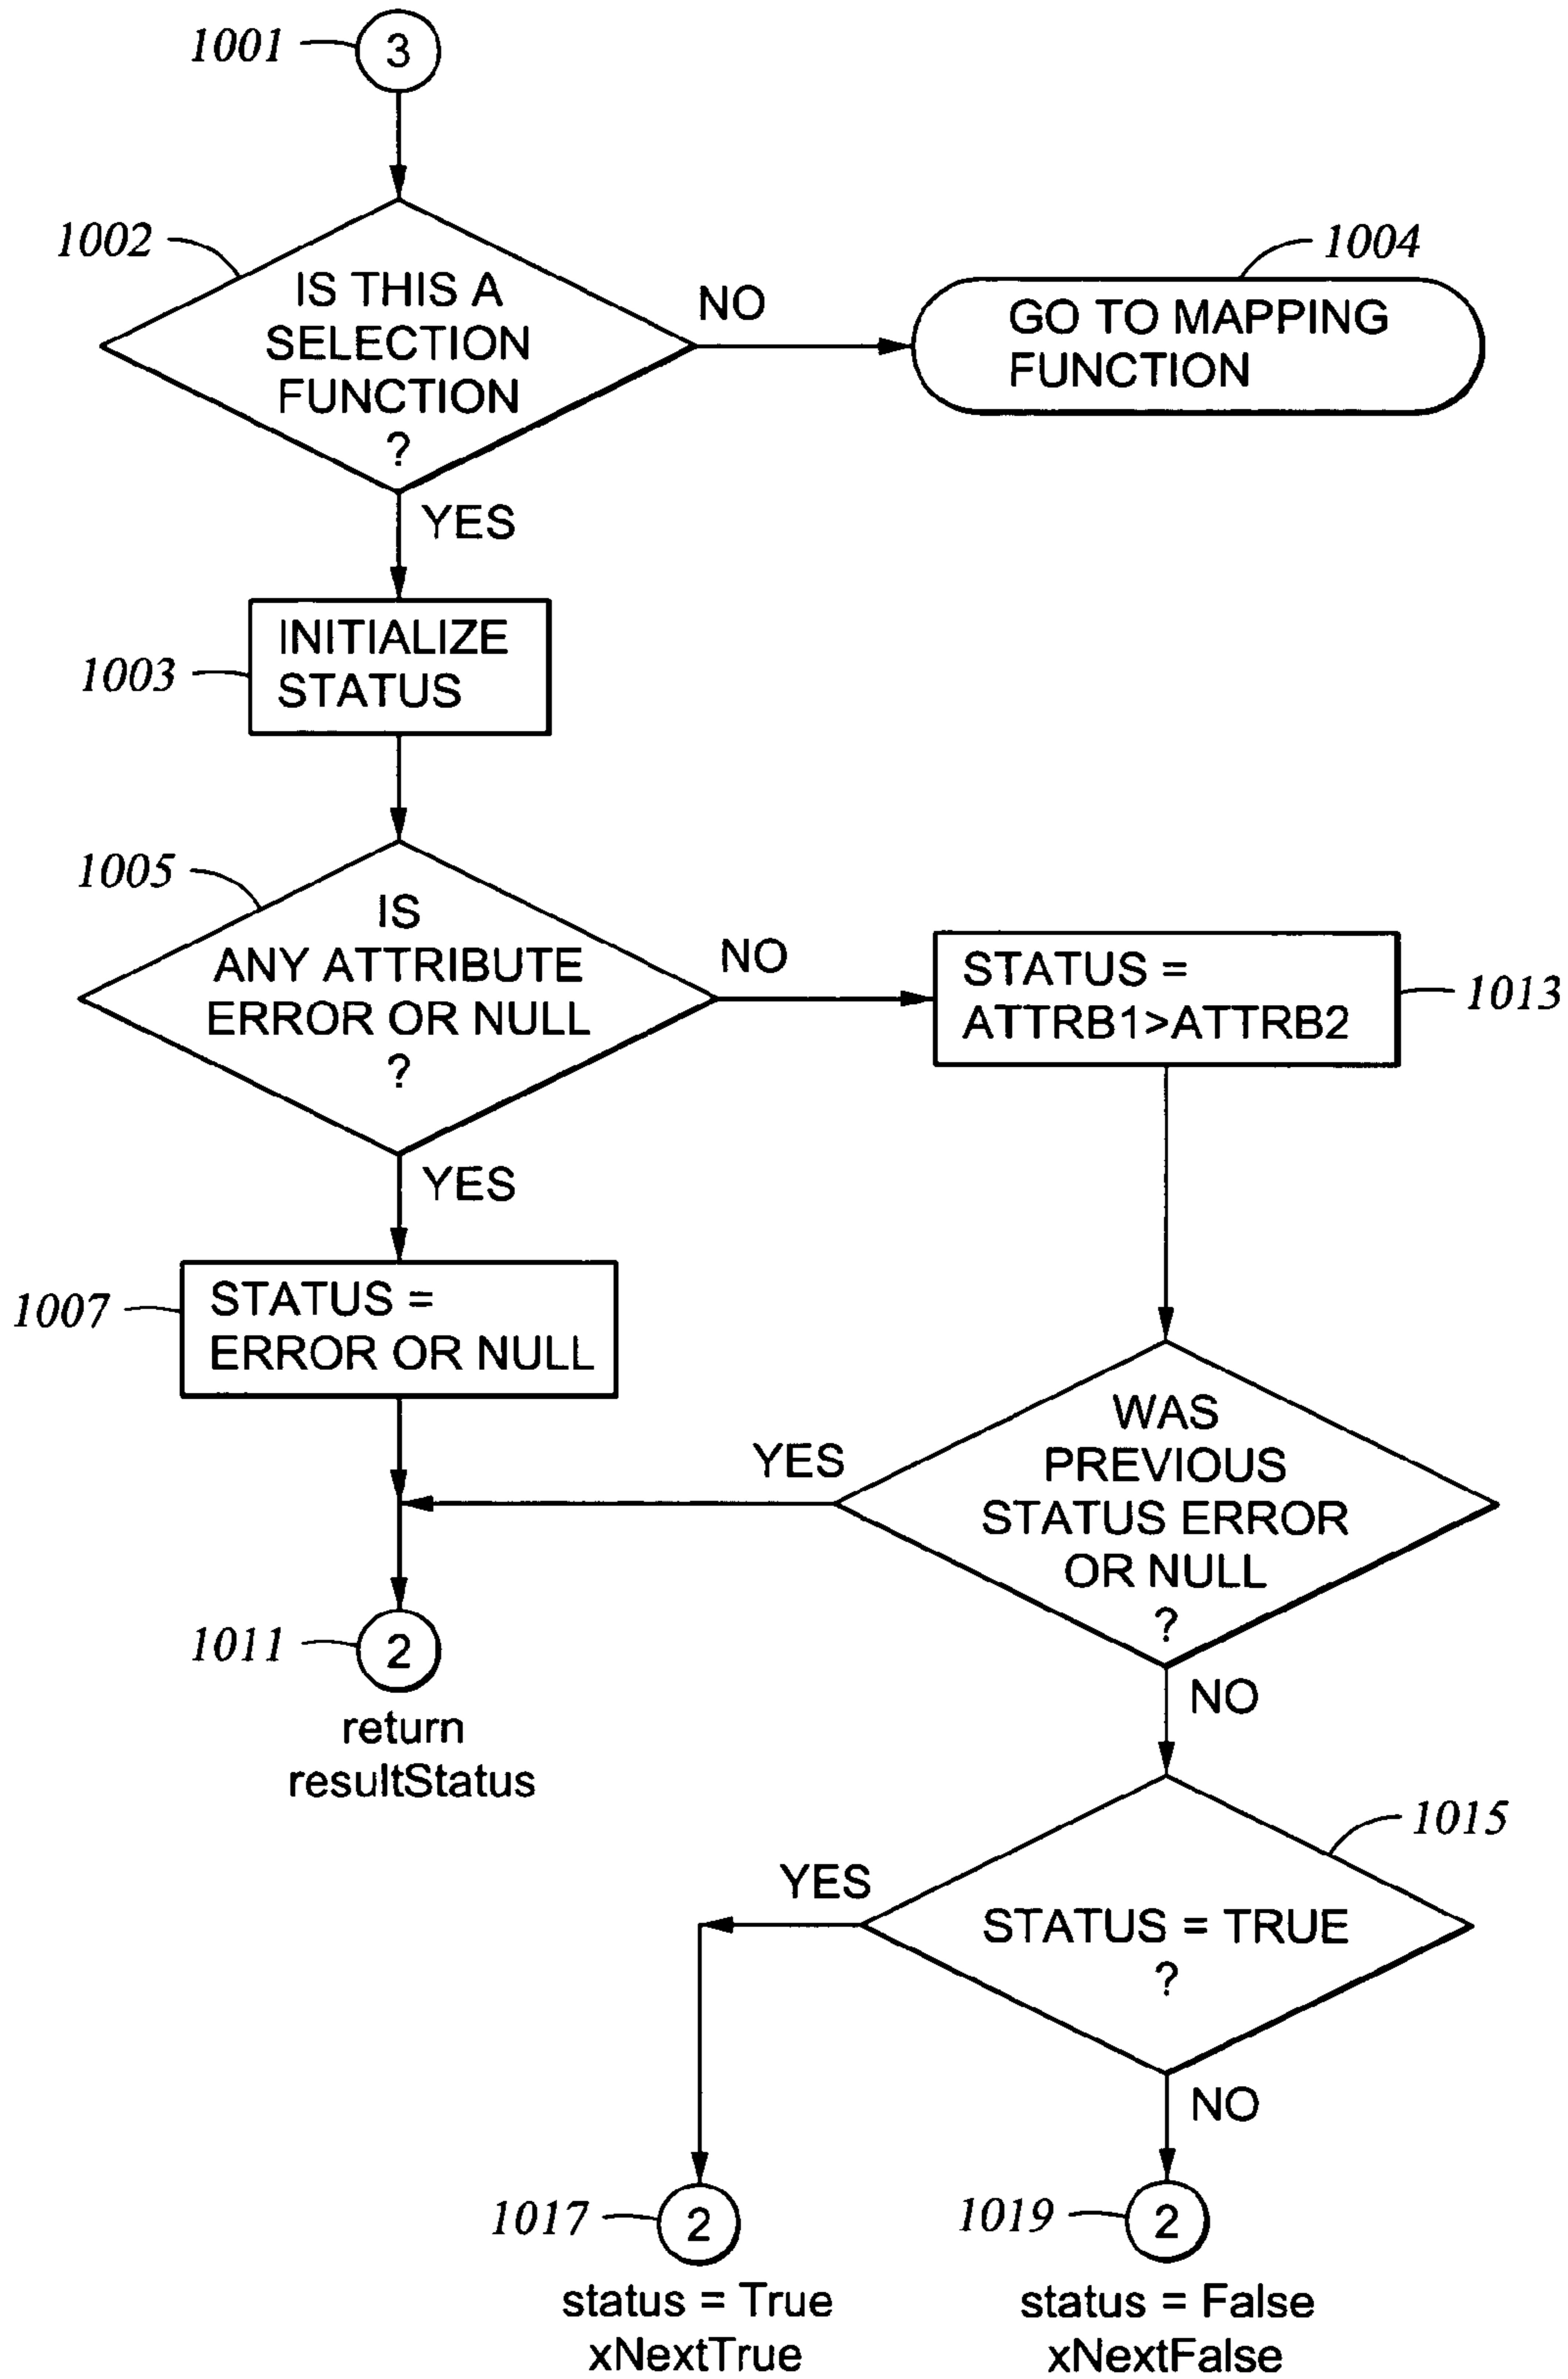 1001
3
1002
IS THIS A
SELECTION
FUNCTION
?
NO
1004
GO TO MAPPING
FUNCTION
YES
1003
INITIALIZE
STATUS
1005
IS
ANY ATTRIBUTE
ERROR OR NULL
?
NO
STATUS =
ATTRB1>ATTRB2
1013
YES
1007
STATUS =
ERROR OR NULL
WAS
PREVIOUS
STATUS ERROR
OR NULL
?
YES
1011
2
return
resultStatus
NO
1015
STATUS = TRUE
?
YES
NO
1017
2
status = True
xNextTrue
1019
2
status = False
xNextFalse